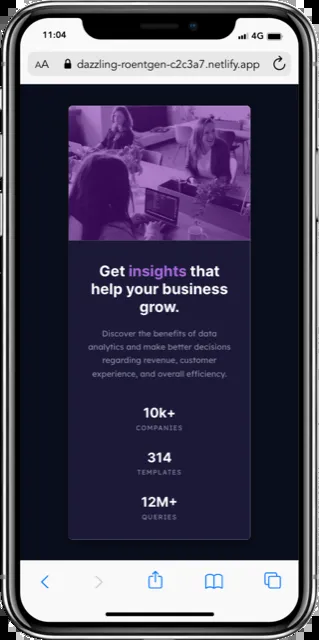 11:04
4G
AA dazzling-roentgen-c2c3a7.netlify.app
Get insights that
help your business
grow.
Discover the benefits of data
analytics and make better decisions
regarding revenue, customer
experience, and overall efficiency.
10k+
COMPANIES
314
TEMPLATES
12M+
QUERIES